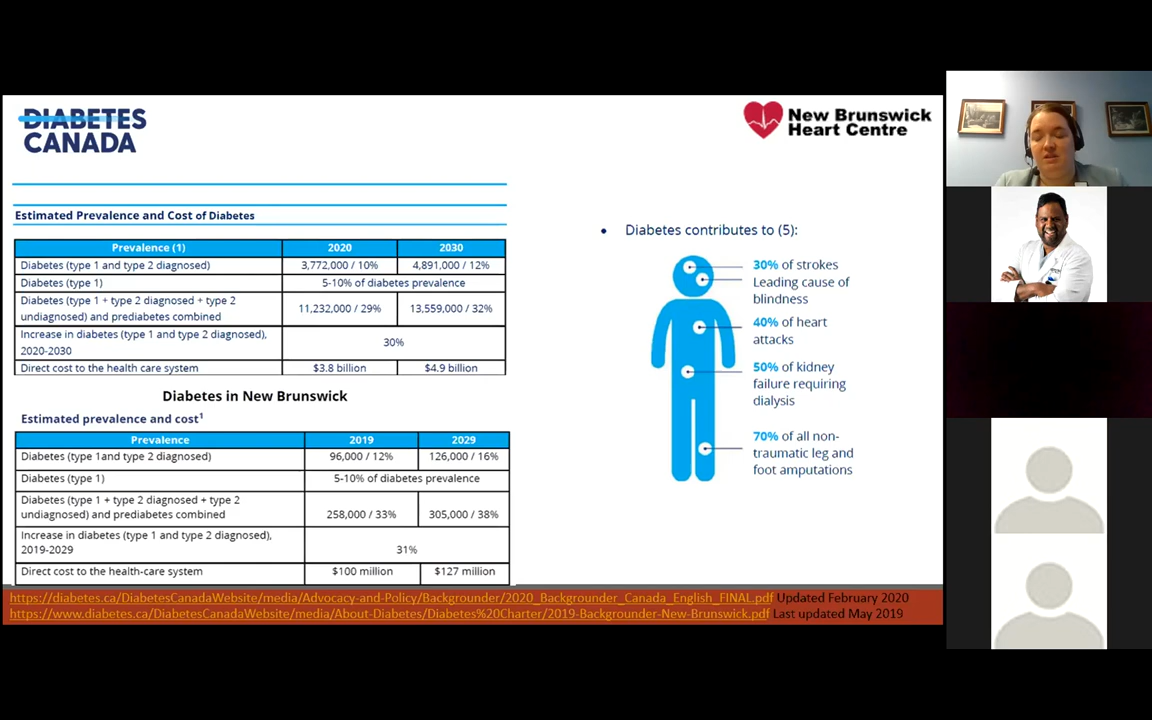 DIABETES
CANADA
New Brunswick
Heart Centre
Estimated Prevalence and Cost of Diabetes
Prevalence (1) 2020 2030
Diabetes (type 1 and type 2 diagnosed) 3,772,000 / 10% 4,891,000 / 12%
Diabetes (type 1) 5-10% of diabetes prevalence
Diabetes (type 1 + type 2 diagnosed + type 2
undiagnosed) and prediabetes combined 11,232,000 / 29% 13,559,000 / 32%
Increase in diabetes (type 1 and type 2 diagnosed),
2020-2030 30%
Direct cost to the health care system $3.8 billion $4.9 billion
Diabetes in New Brunswick
Estimated prevalence and cost¹
Prevalence 2019 2029
Diabetes (type 1and type 2 diagnosed) 96,000 / 12% 126,000 / 16%
Diabetes (type 1) 5-10% of diabetes prevalence
Diabetes (type 1 + type 2 diagnosed + type 2
undiagnosed) and prediabetes combined 258,000 / 33% 305,000 / 38%
Increase in diabetes (type 1 and type 2 diagnosed),
2019-2029 31%
Direct cost to the health-care system $100 million $127 million
• Diabetes contributes to (5):
30% of strokes
Leading cause of
blindness
40% of heart
attacks
50% of kidney
failure requiring
dialysis
70% of all non-
traumatic leg and
foot amputations
https://diabetes.ca/DiabetesCanadaWebsite/media/Advocacy-and-Policy/Backgrounder/2020_Backgrounder_Canada_English_FINAL.pdf Updated February 2020
https://www.diabetes.ca/DiabetesCanadaWebsite/media/About-Diabetes/Diabetes%20Charter/2019-Backgrounder-New-Brunswick.pdf Last updated May 2019